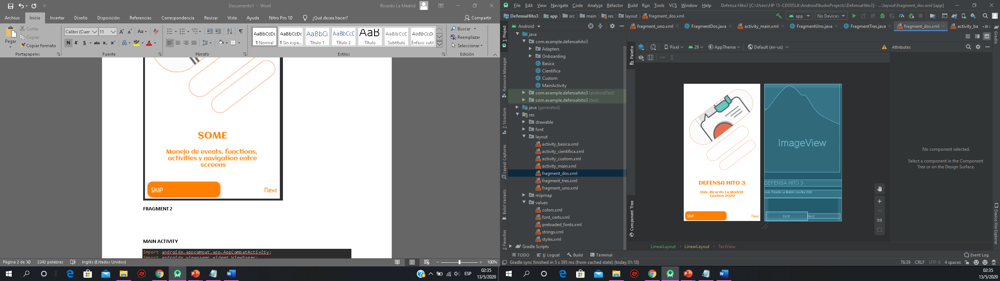 Documento1 - Word
Ricardo La Madrid
Archivo
Inicio
Insertar
Diseño
Disposición
Referencias
Correspondencia
Revisar
Vista
Ayuda
Nitro Pro 10
¿Qué desea hacer?
Compartir
Pegar
Cortar
Copiar
Copiar formato
Portapapeles
Calibri (Cuer
11
Aa
N K S abc x₂ x²
Fuente
Párrafo
AaBbCcDc
¶ Normal
AaBbCcDc
¶ Sin espa...
AaBbCc
Título 1
AaBbCcD
Título 2
AaB
Título
AaBbCcD
Subtítulo
AaBbCcDc
Énfasis sutil
Estilos
Buscar
Reemplazar
Seleccionar
Edición
SOME
Manejo de events, functions,
activities y navigation entre
screens
SKIP
Next
FRAGMENT 2
MAIN ACTIVITY
import androidx.appcompat.app.AppCompatActivity;
import androidx.viewpager.widget.ViewPager;
Página 2 de 30
2242 palabras
Inglés (Estados Unidos)
100%
ESP
02:35
13/5/2020
File Edit View Navigate Code Analyze Refactor Build Run Tools VCS Window Help
Defensa Hito3 [C:\Users\HP 15-CD005LA\AndroidStudioProjects\DefensaHito3] - ...\layout\fragment_dos.xml [app]
DefensaHito3
app
src
main
res
layout
fragment_dos.xml
app
No Devices
1: Project
Resource Manager
7: Structure
Layout Captures
Build Variants
2: Favorites
Android
java
com.example.defensahito3
Adapters
Onboarding
Basica
Cientifica
Custom
MainActivity
com.example.defensahito3 (androidTest)
com.example.defensahito3 (test)
java (generated)
res
drawable
font
layout
activity_basica.xml
activity_cientifica.xml
activity_custom.xml
activity_main.xml
fragment_dos.xml
fragment_tres.xml
fragment_uno.xml
mipmap
values
colors.xml
font_certs.xml
preloaded_fonts.xml
strings.xml
styles.xml
Gradle Scripts
fragment_uno.xml
FragmentDos.java
activity_main.xml
FragmentUno.java
FragmentTres.java
fragment_dos.xml
activity_ba
Palette
Component Tree
Pixel
29
AppTheme
Default (en-us)
DEFENSA HITO 3
Univ. Ricardo La Madrid
Gestion 2020
SKIP
Next
ImageView
DEFENSA HITO 3
Univ. Ricardo La Madrid Gestion 2020
SKIP
Next
1:1
Attributes
No component selected.
Select a component in the Component
Tree or on the Design Surface.
Gradle
Device File Explorer
LinearLayout
LinearLayout
TextView
TODO
6: Logcat
Build
Terminal
Event Log
Gradle sync finished in 5 s 395 ms (from cached state) (today 01:18)
76:39
CRLF
UTF-8
4 spaces
ESP
02:35
13/5/2020